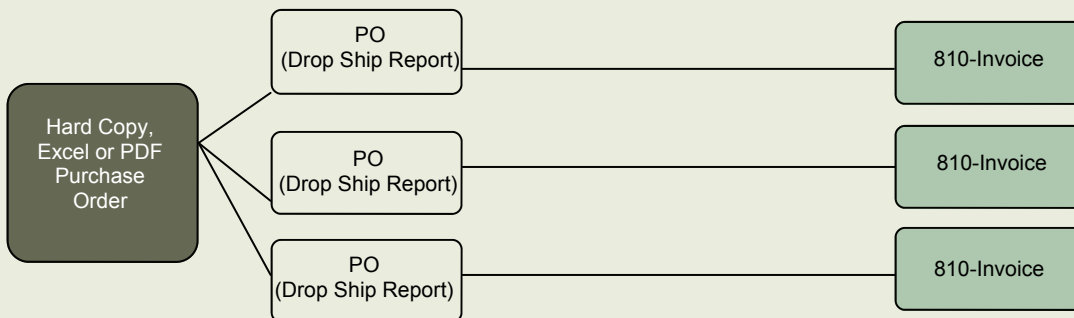 Hard Copy,
Excel or PDF
Purchase
Order
PO
(Drop Ship Report)
810-Invoice
PO
(Drop Ship Report)
810-Invoice
PO
(Drop Ship Report)
810-Invoice